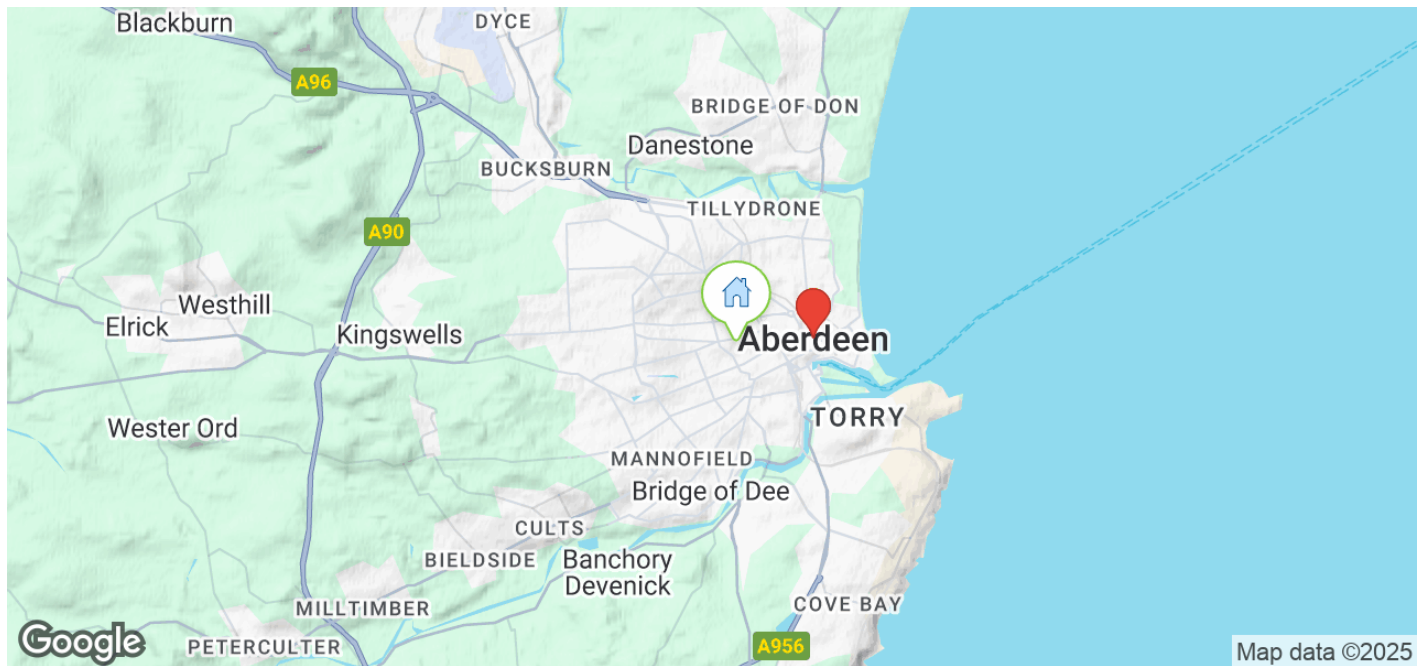 Blackburn
DYCE
A96
BRIDGE OF DON
Danestone
BUCKSBURN
TILLYDRONE
A90
Westhill
Elrick
Kingswells
Aberdeen
TORRY
Wester Ord
MANNOFIELD
Bridge of Dee
CULTS
BIELDSIDE
Banchory
Devenick
MILLTIMBER
COVE BAY
PETERCULTER
A956
Google
Map data ©2025